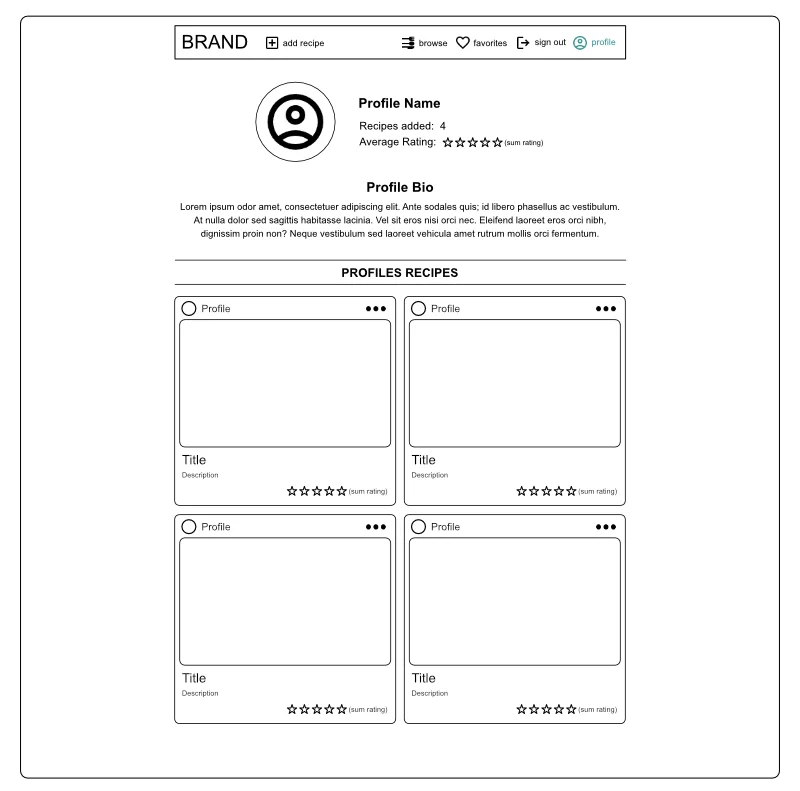 BRAND add recipe browse favorites sign out profile
Profile Name
Recipes added: 4
Average Rating: (sum rating)
Profile Bio
Lorem ipsum odor amet, consectetuer adipiscing elit. Ante sodales quis; id libero phasellus ac vestibulum.
At nulla dolor sed sagittis habitasse lacinia. Vel sit eros nisi orci nec. Eleifend laoreet eros orci nibh,
dignissim proin non? Neque vestibulum sed laoreet vehicula amet rutrum mollis orci fermentum.
PROFILES RECIPES
Profile
Title
Description
(sum rating)
Profile
Title
Description
(sum rating)
Profile
Title
Description
(sum rating)
Profile
Title
Description
(sum rating)